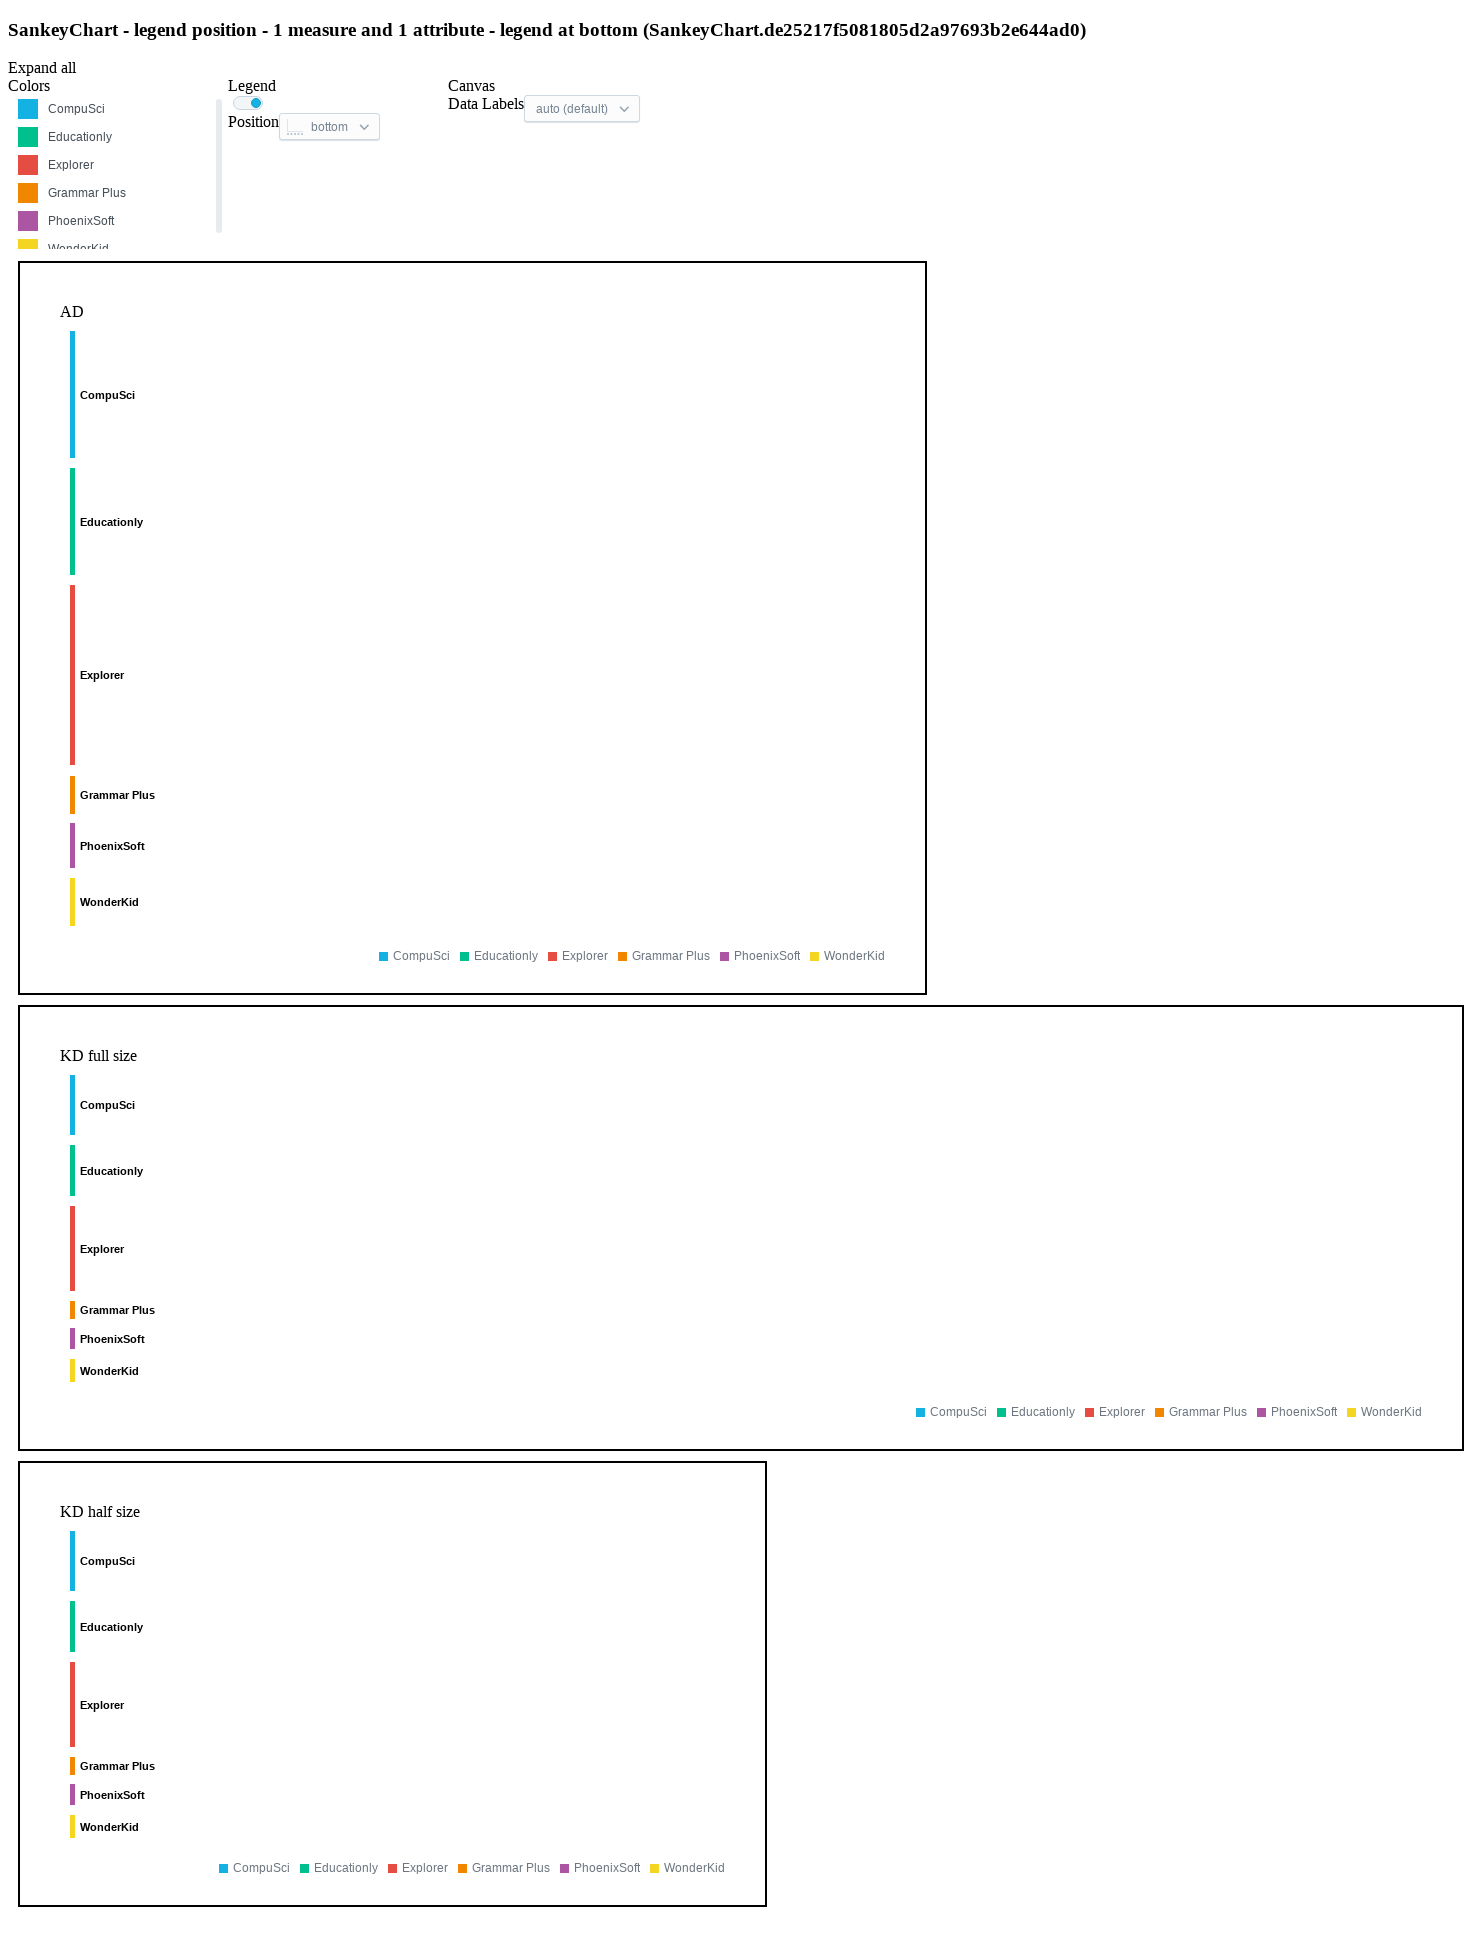 SankeyChart - legend position - 1 measure and 1 attribute - legend at bottom (SankeyChart.de25217f5081805d2a97693b2e644ad0)
Expand all
Colors
CompuSci
Educationly
Explorer
Grammar Plus
PhoenixSoft
WonderKid
Legend
Position bottom
Canvas
Data Labels auto (default)
AD
CompuSci
Educationly
Explorer
Grammar Plus
PhoenixSoft
WonderKid
CompuSci Educationly Explorer Grammar Plus PhoenixSoft WonderKid
KD full size
CompuSci
Educationly
Explorer
Grammar Plus
PhoenixSoft
WonderKid
CompuSci Educationly Explorer Grammar Plus PhoenixSoft WonderKid
KD half size
CompuSci
Educationly
Explorer
Grammar Plus
PhoenixSoft
WonderKid
CompuSci Educationly Explorer Grammar Plus PhoenixSoft WonderKid